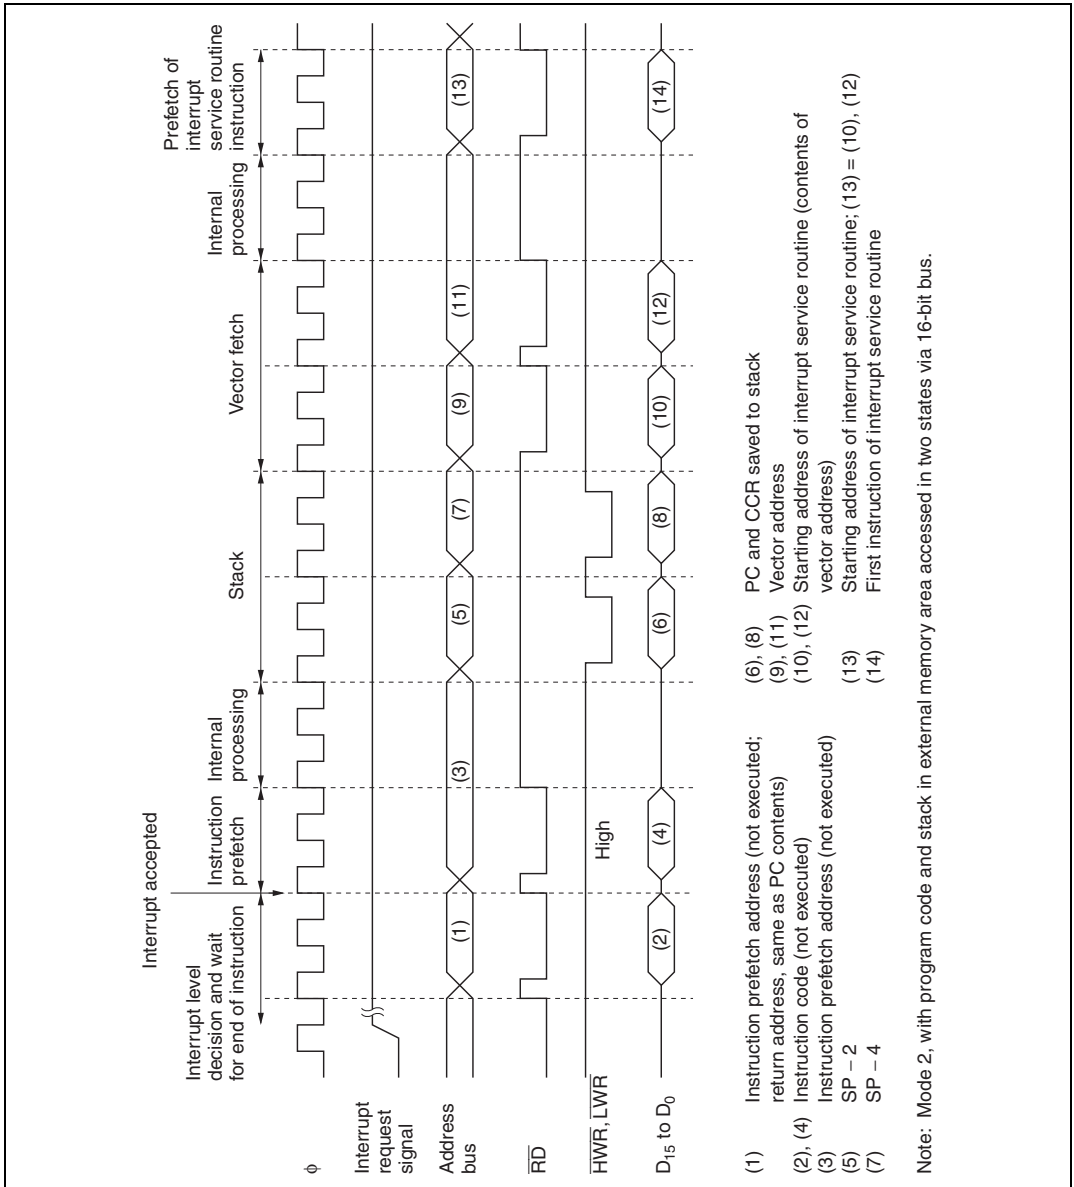 Interrupt accepted
Interrupt level
decision and wait
for end of instruction
Instruction
prefetch
Internal
processing
Stack
Vector fetch
Internal
processing
Prefetch of
interrupt
service routine
instruction
φ
Interrupt
request
signal
Address
bus
(1)
(3)
(5)
(7)
(9)
(11)
(13)
RD
HWR, LWR
High
D15 to D0
(2)
(4)
(6)
(8)
(10)
(12)
(14)
(1) Instruction prefetch address (not executed;
return address, same as PC contents)
(2), (4) Instruction code (not executed)
(3) Instruction prefetch address (not executed)
(5) SP – 2
(7) SP – 4
(6), (8) PC and CCR saved to stack
(9), (11) Vector address
(10), (12) Starting address of interrupt service routine (contents of
vector address)
(13) Starting address of interrupt service routine; (13) = (10), (12)
(14) First instruction of interrupt service routine
Note: Mode 2, with program code and stack in external memory area accessed in two states via 16-bit bus.